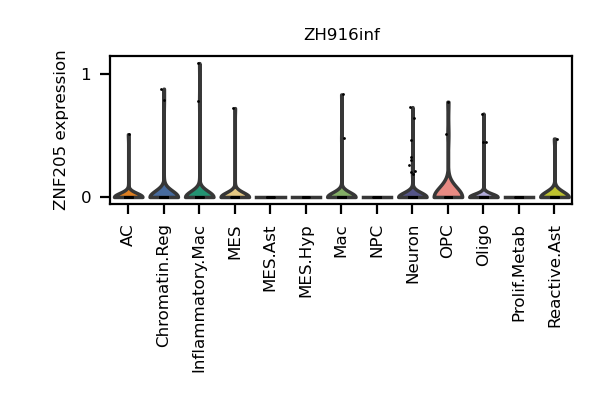 ZH916inf
ZNF205 expression
1
0
AC
Chromatin.Reg
Inflammatory.Mac
MES
MES.Ast
MES.Hyp
Mac
NPC
Neuron
OPC
Oligo
Prolif.Metab
Reactive.Ast